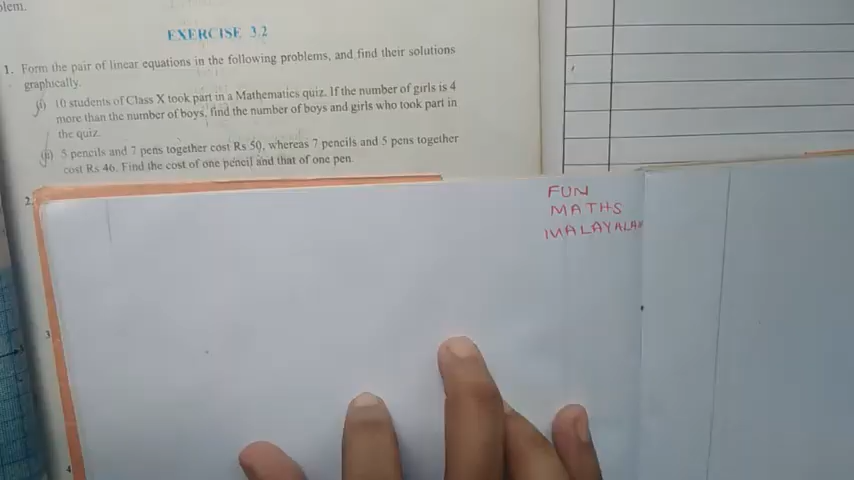 plem.
EXERCISE 3.2
1. Form the pair of linear equations in the following problems, and find their solutions
graphically.
(i) 10 students of Class X took part in a Mathematics quiz. If the number of girls is 4
more than the number of boys, find the number of boys and girls who took part in
the quiz.
(ii) 5 pencils and 7 pens together cost Rs 50, whereas 7 pencils and 5 pens together
cost Rs 46. Find the cost of one pencil and that of one pen.
2.
FUN
MATHS
MALAYALAM
3
4